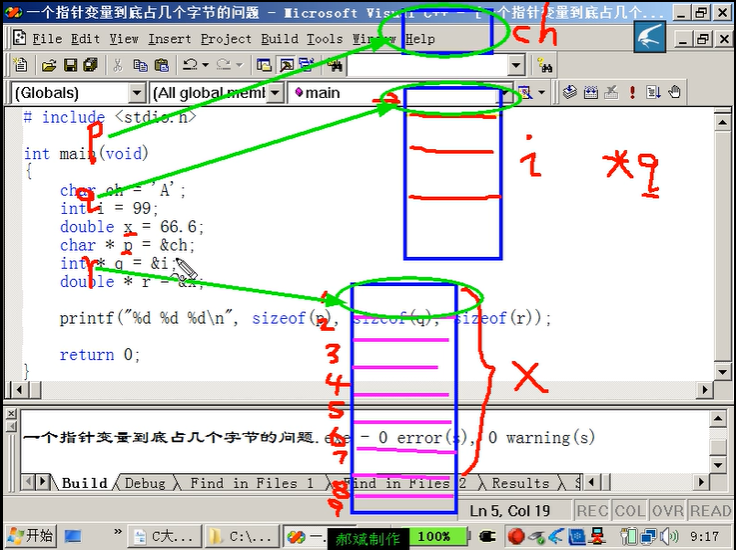 一个指针变量到底占几个字节的问题 - Microsoft Visual C++ - [一个指针变量到底占几个...
File Edit View Insert Project Build Tools Window Help
ch
(Globals)
(All global meml
main
# include <stdio.h>
p
int main(void)
{
char ch = 'A';
q
int i = 99;
i
*q
double x = 66.6;
char * p = &ch;
int * q = &i;
r
double * r = &x;
printf("%d %d %d\n", sizeof(p), sizeof(q), sizeof(r));
return 0;
}
1
2
3
4
5
6
7
8
9
X
一个指针变量到底占几个字节的问题.exe - 0 error(s), 0 warning(s)
Build Debug Find in Files 1 Find in Files 2 Results S
Ln 5, Col 19 REC COL OVR READ
开始
C大...
C:\...
一...
郝斌制作
100%
9:17